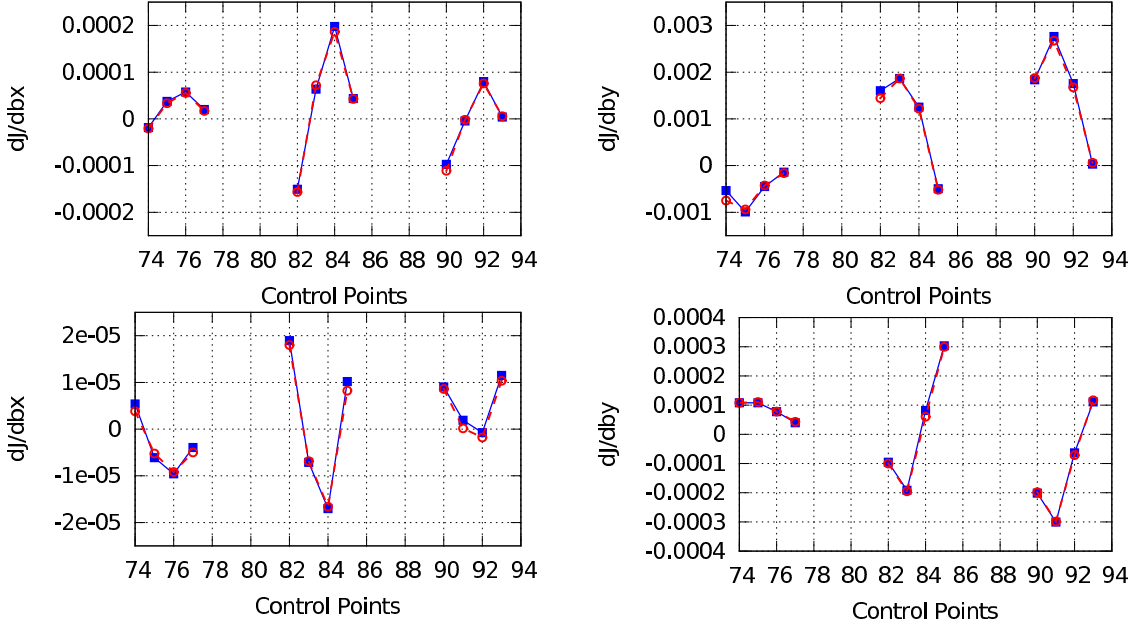 dJ/dbx
0.0002
0.0001
0
-0.0001
-0.0002
74 76 78 80 82 84 86 88 90 92 94
Control Points
dJ/dby
0.003
0.002
0.001
0
-0.001
74 76 78 80 82 84 86 88 90 92 94
Control Points
dJ/dbx
2e-05
1e-05
0
-1e-05
-2e-05
74 76 78 80 82 84 86 88 90 92 94
Control Points
dJ/dby
0.0004
0.0003
0.0002
0.0001
0
-0.0001
-0.0002
-0.0003
-0.0004
74 76 78 80 82 84 86 88 90 92 94
Control Points